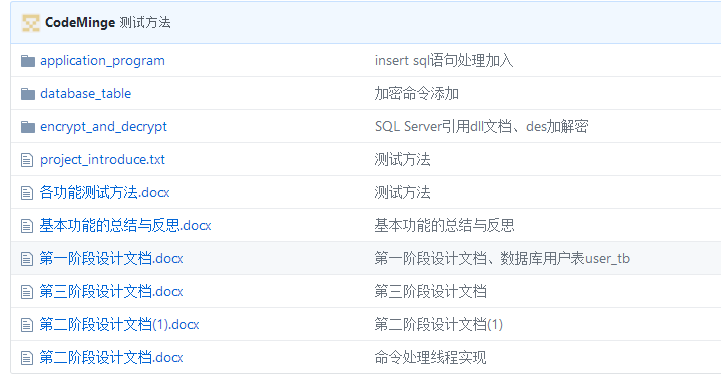 CodeMinge 测试方法
application_program insert sql语句处理加入
database_table 加密命令添加
encrypt_and_decrypt SQL Server引用dll文档、des加解密
project_introduce.txt 测试方法
各功能测试方法.docx 测试方法
基本功能的总结与反思.docx 基本功能的总结与反思
第一阶段设计文档.docx 第一阶段设计文档、数据库用户表user_tb
第三阶段设计文档.docx 第三阶段设计文档
第二阶段设计文档(1).docx 第二阶段设计文档(1)
第二阶段设计文档.docx 命令处理线程实现